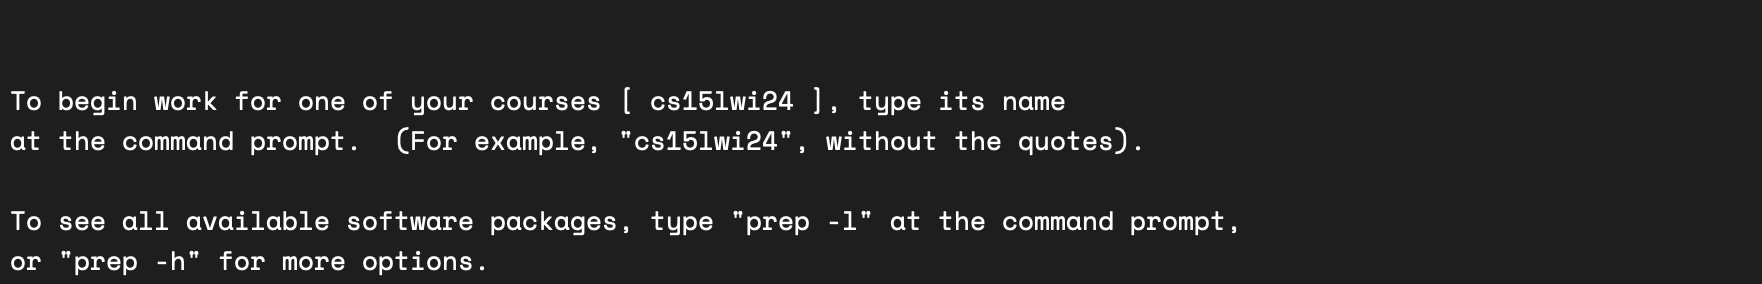 To begin work for one of your courses [ cs15lwi24 ], type its name
at the command prompt.  (For example, "cs15lwi24", without the quotes).
To see all available software packages, type "prep -l" at the command prompt,
or "prep -h" for more options.